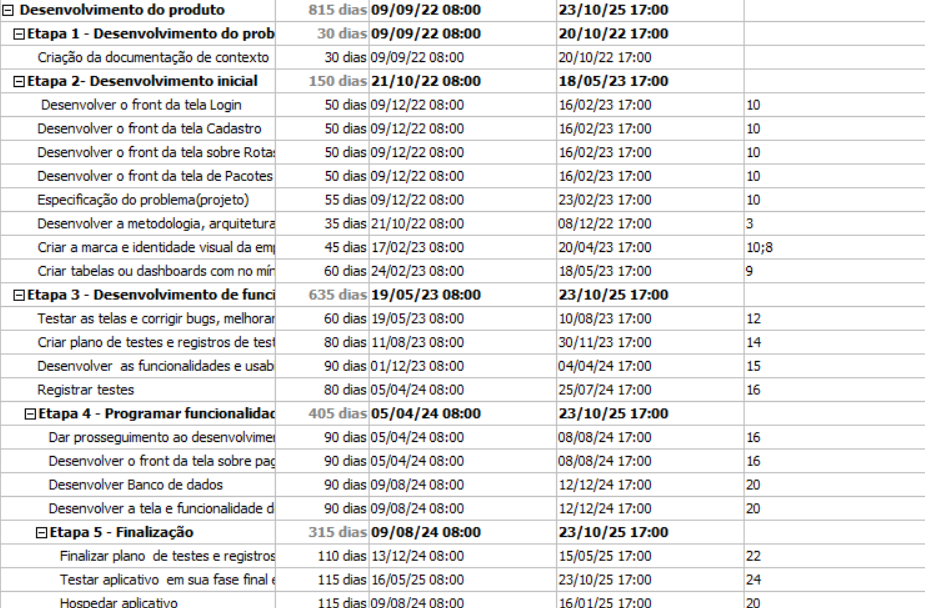 Desenvolvimento do produto 815 dias 09/09/22 08:00 23/10/25 17:00
Etapa 1 - Desenvolvimento do prob 30 dias 09/09/22 08:00 20/10/22 17:00
Criação da documentação de contexto 30 dias 09/09/22 08:00 20/10/22 17:00
Etapa 2- Desenvolvimento inicial 150 dias 21/10/22 08:00 18/05/23 17:00
Desenvolver o front da tela Login 50 dias 09/12/22 08:00 16/02/23 17:00 10
Desenvolver o front da tela Cadastro 50 dias 09/12/22 08:00 16/02/23 17:00 10
Desenvolver o front da tela sobre Rotas 50 dias 09/12/22 08:00 16/02/23 17:00 10
Desenvolver o front da tela de Pacotes 50 dias 09/12/22 08:00 16/02/23 17:00 10
Especificação do problema(projeto) 55 dias 09/12/22 08:00 23/02/23 17:00 10
Desenvolver a metodologia, arquitetura 35 dias 21/10/22 08:00 08/12/22 17:00 3
Criar a marca e identidade visual da em 45 dias 17/02/23 08:00 20/04/23 17:00 10;8
Criar tabelas ou dashboards com no mín 60 dias 24/02/23 08:00 18/05/23 17:00 9
Etapa 3 - Desenvolvimento de funci 635 dias 19/05/23 08:00 23/10/25 17:00
Testar as telas e corrigir bugs, melhorar 60 dias 19/05/23 08:00 10/08/23 17:00 12
Criar plano de testes e registros de test 80 dias 11/08/23 08:00 30/11/23 17:00 14
Desenvolver as funcionalidades e usab 90 dias 01/12/23 08:00 04/04/24 17:00 15
Registrar testes 80 dias 05/04/24 08:00 25/07/24 17:00 16
Etapa 4 - Programar funcionalidad 405 dias 05/04/24 08:00 23/10/25 17:00
Dar prosseguimento ao desenvolvimen 90 dias 05/04/24 08:00 08/08/24 17:00 16
Desenvolver o front da tela sobre pag 90 dias 05/04/24 08:00 08/08/24 17:00 16
Desenvolver Banco de dados 90 dias 09/08/24 08:00 12/12/24 17:00 20
Desenvolver a tela e funcionalidade d 90 dias 09/08/24 08:00 12/12/24 17:00 20
Etapa 5 - Finalização 315 dias 09/08/24 08:00 23/10/25 17:00
Finalizar plano de testes e registros 110 dias 13/12/24 08:00 15/05/25 17:00 22
Testar aplicativo em sua fase final e 115 dias 16/05/25 08:00 23/10/25 17:00 24
Hospedar aplicativo 115 dias 09/08/24 08:00 16/01/25 17:00 20